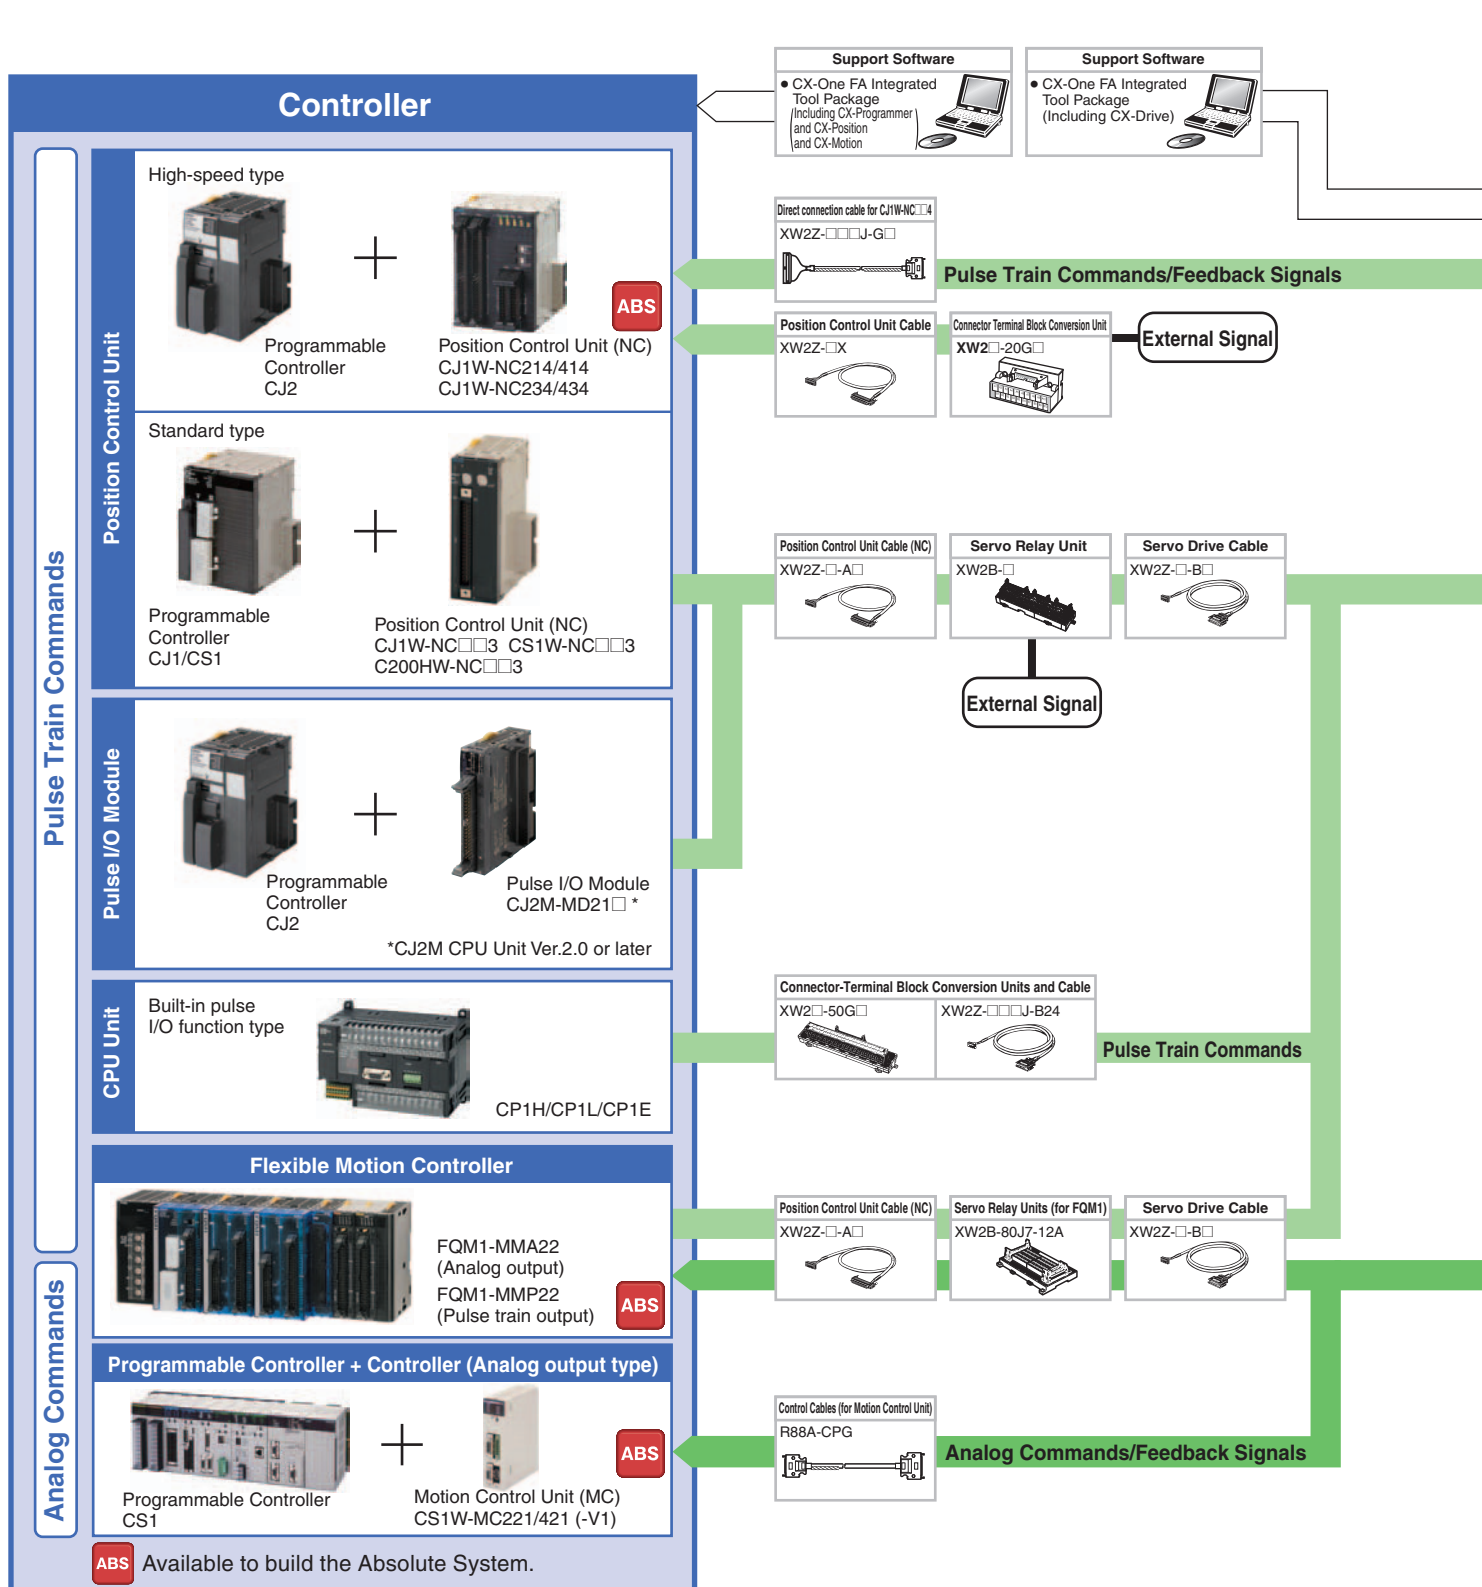 Controller
Pulse Train Commands
Analog Commands
Position Control Unit
High-speed type
Programmable
Controller
CJ2
Position Control Unit (NC)
CJ1W-NC214/414
CJ1W-NC234/434
ABS
Standard type
Programmable
Controller
CJ1/CS1
Position Control Unit (NC)
CJ1W-NC□□3 CS1W-NC□□3
C200HW-NC□□3
Pulse I/O Module
Programmable
Controller
CJ2
Pulse I/O Module
CJ2M-MD21□ *
*CJ2M CPU Unit Ver.2.0 or later
CPU Unit
Built-in pulse
I/O function type
CP1H/CP1L/CP1E
Flexible Motion Controller
FQM1-MMA22
(Analog output)
FQM1-MMP22
(Pulse train output)
ABS
Programmable Controller + Controller (Analog output type)
Programmable Controller
CS1
Motion Control Unit (MC)
CS1W-MC221/421 (-V1)
ABS
ABS Available to build the Absolute System.
Support Software
● CX-One FA Integrated
Tool Package
(Including CX-Programmer
and CX-Position
and CX-Motion)
Support Software
● CX-One FA Integrated
Tool Package
(Including CX-Drive)
Direct connection cable for CJ1W-NC□□4
XW2Z-□□□J-G□
Pulse Train Commands/Feedback Signals
Position Control Unit Cable
XW2Z-□X
Connector Terminal Block Conversion Unit
XW2□-20G□
External Signal
Position Control Unit Cable (NC)
XW2Z-□-A□
Servo Relay Unit
XW2B-□
Servo Drive Cable
XW2Z-□-B□
External Signal
Connector-Terminal Block Conversion Units and Cable
XW2□-50G□
XW2Z-□□□J-B24
Pulse Train Commands
Position Control Unit Cable (NC)
XW2Z-□-A□
Servo Relay Units (for FQM1)
XW2B-80J7-12A
Servo Drive Cable
XW2Z-□-B□
Control Cables (for Motion Control Unit)
R88A-CPG
Analog Commands/Feedback Signals